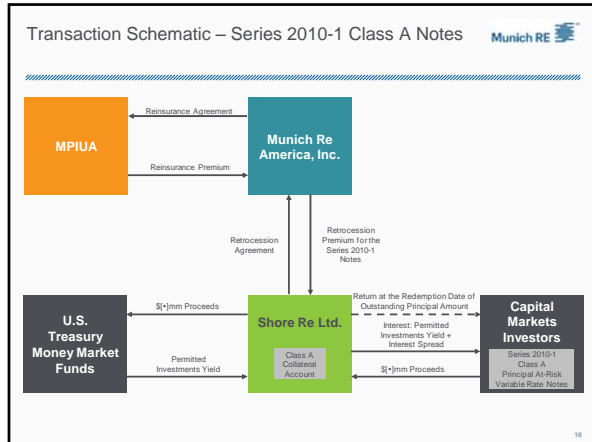 Transaction Schematic – Series 2010-1 Class A Notes
Munich RE
Reinsurance Agreement
MPIUA
Munich Re
America, Inc.
Reinsurance Premium
Retrocession
Agreement
Retrocession
Premium for the
Series 2010-1
Notes
$[•]mm Proceeds
Return at the Redemption Date of
Outstanding Principal Amount
U.S.
Treasury
Money Market
Funds
Shore Re Ltd.
Capital
Markets
Investors
Interest: Permitted
Investments Yield +
Interest Spread
Permitted
Investments Yield
Class A
Collateral
Account
$[•]mm Proceeds
Series 2010-1
Class A
Principal At-Risk
Variable Rate Notes
10